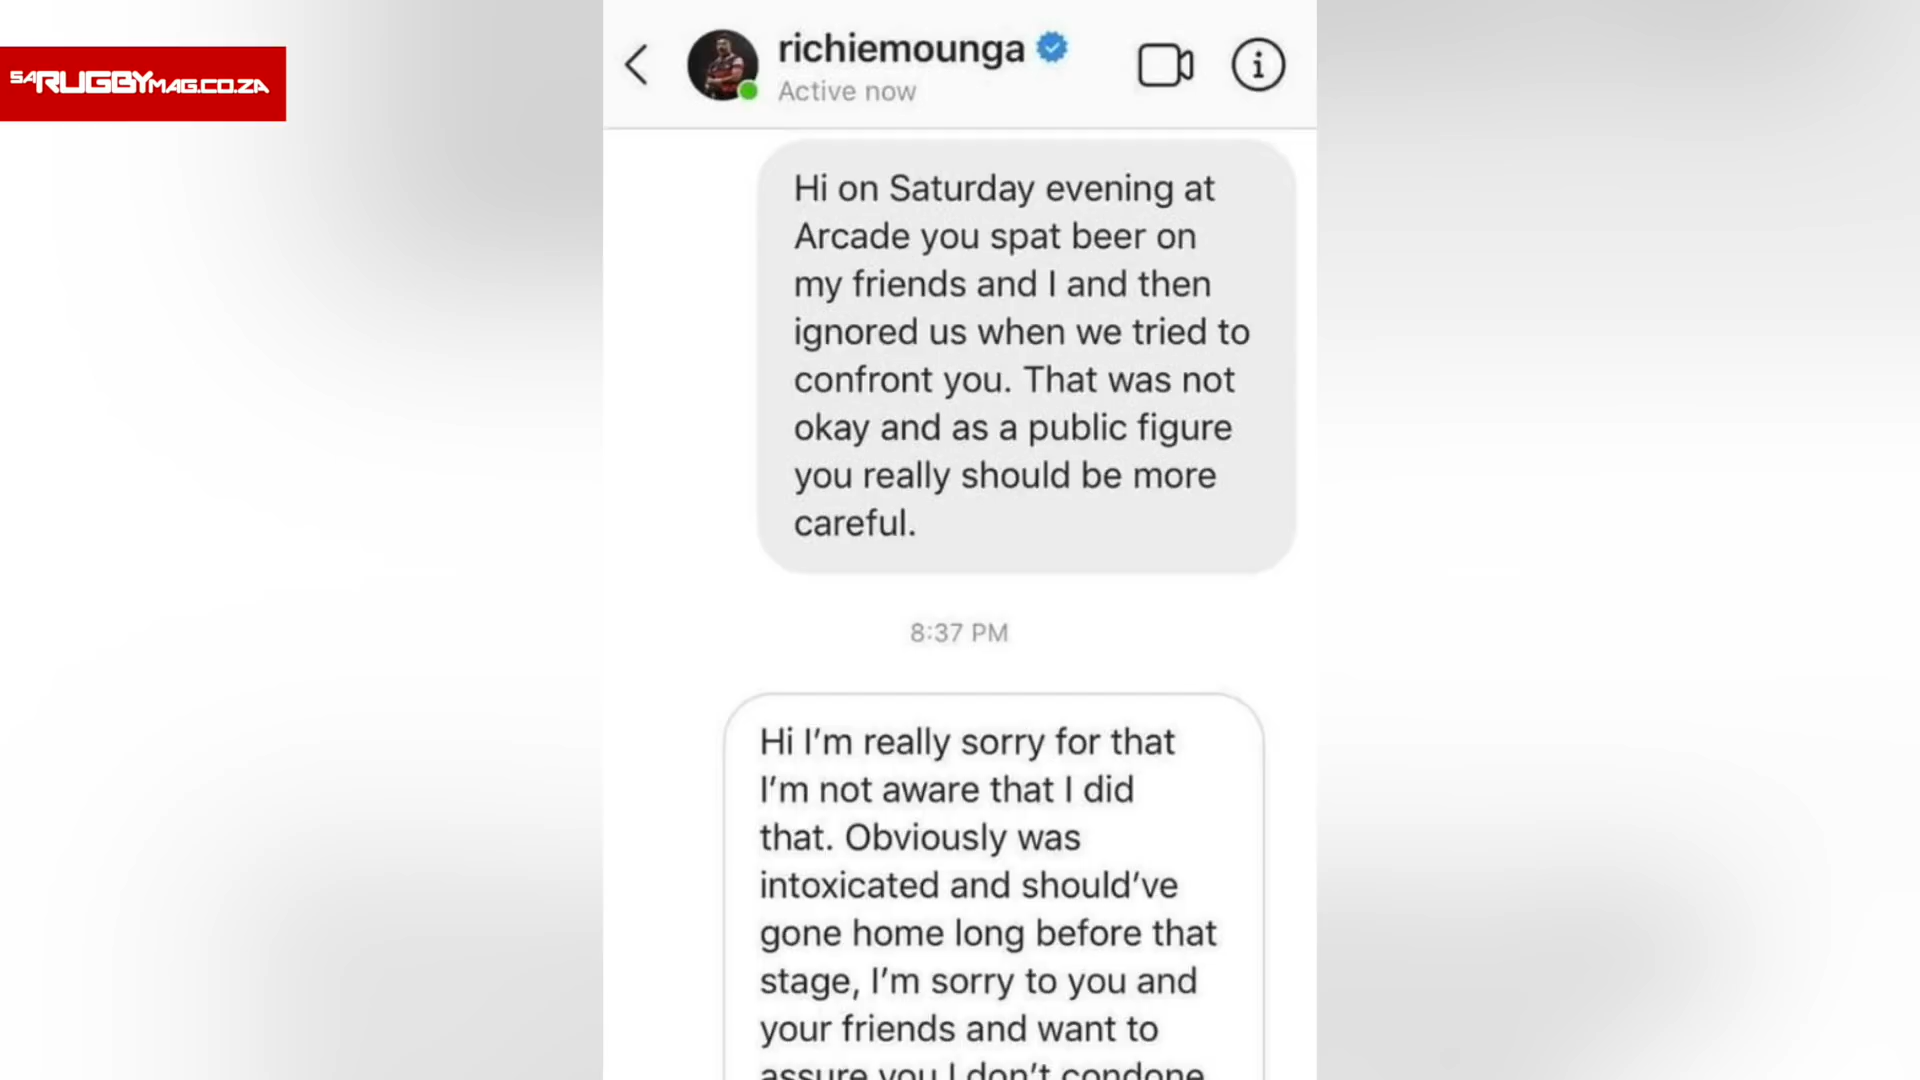 SARUGBYMAG.CO.ZA
richiemounga
Active now
Hi on Saturday evening at
Arcade you spat beer on
my friends and I and then
ignored us when we tried to
confront you. That was not
okay and as a public figure
you really should be more
careful.
8:37 PM
Hi I’m really sorry for that
I’m not aware that I did
that. Obviously was
intoxicated and should’ve
gone home long before that
stage, I’m sorry to you and
your friends and want to
assure you I don’t condone